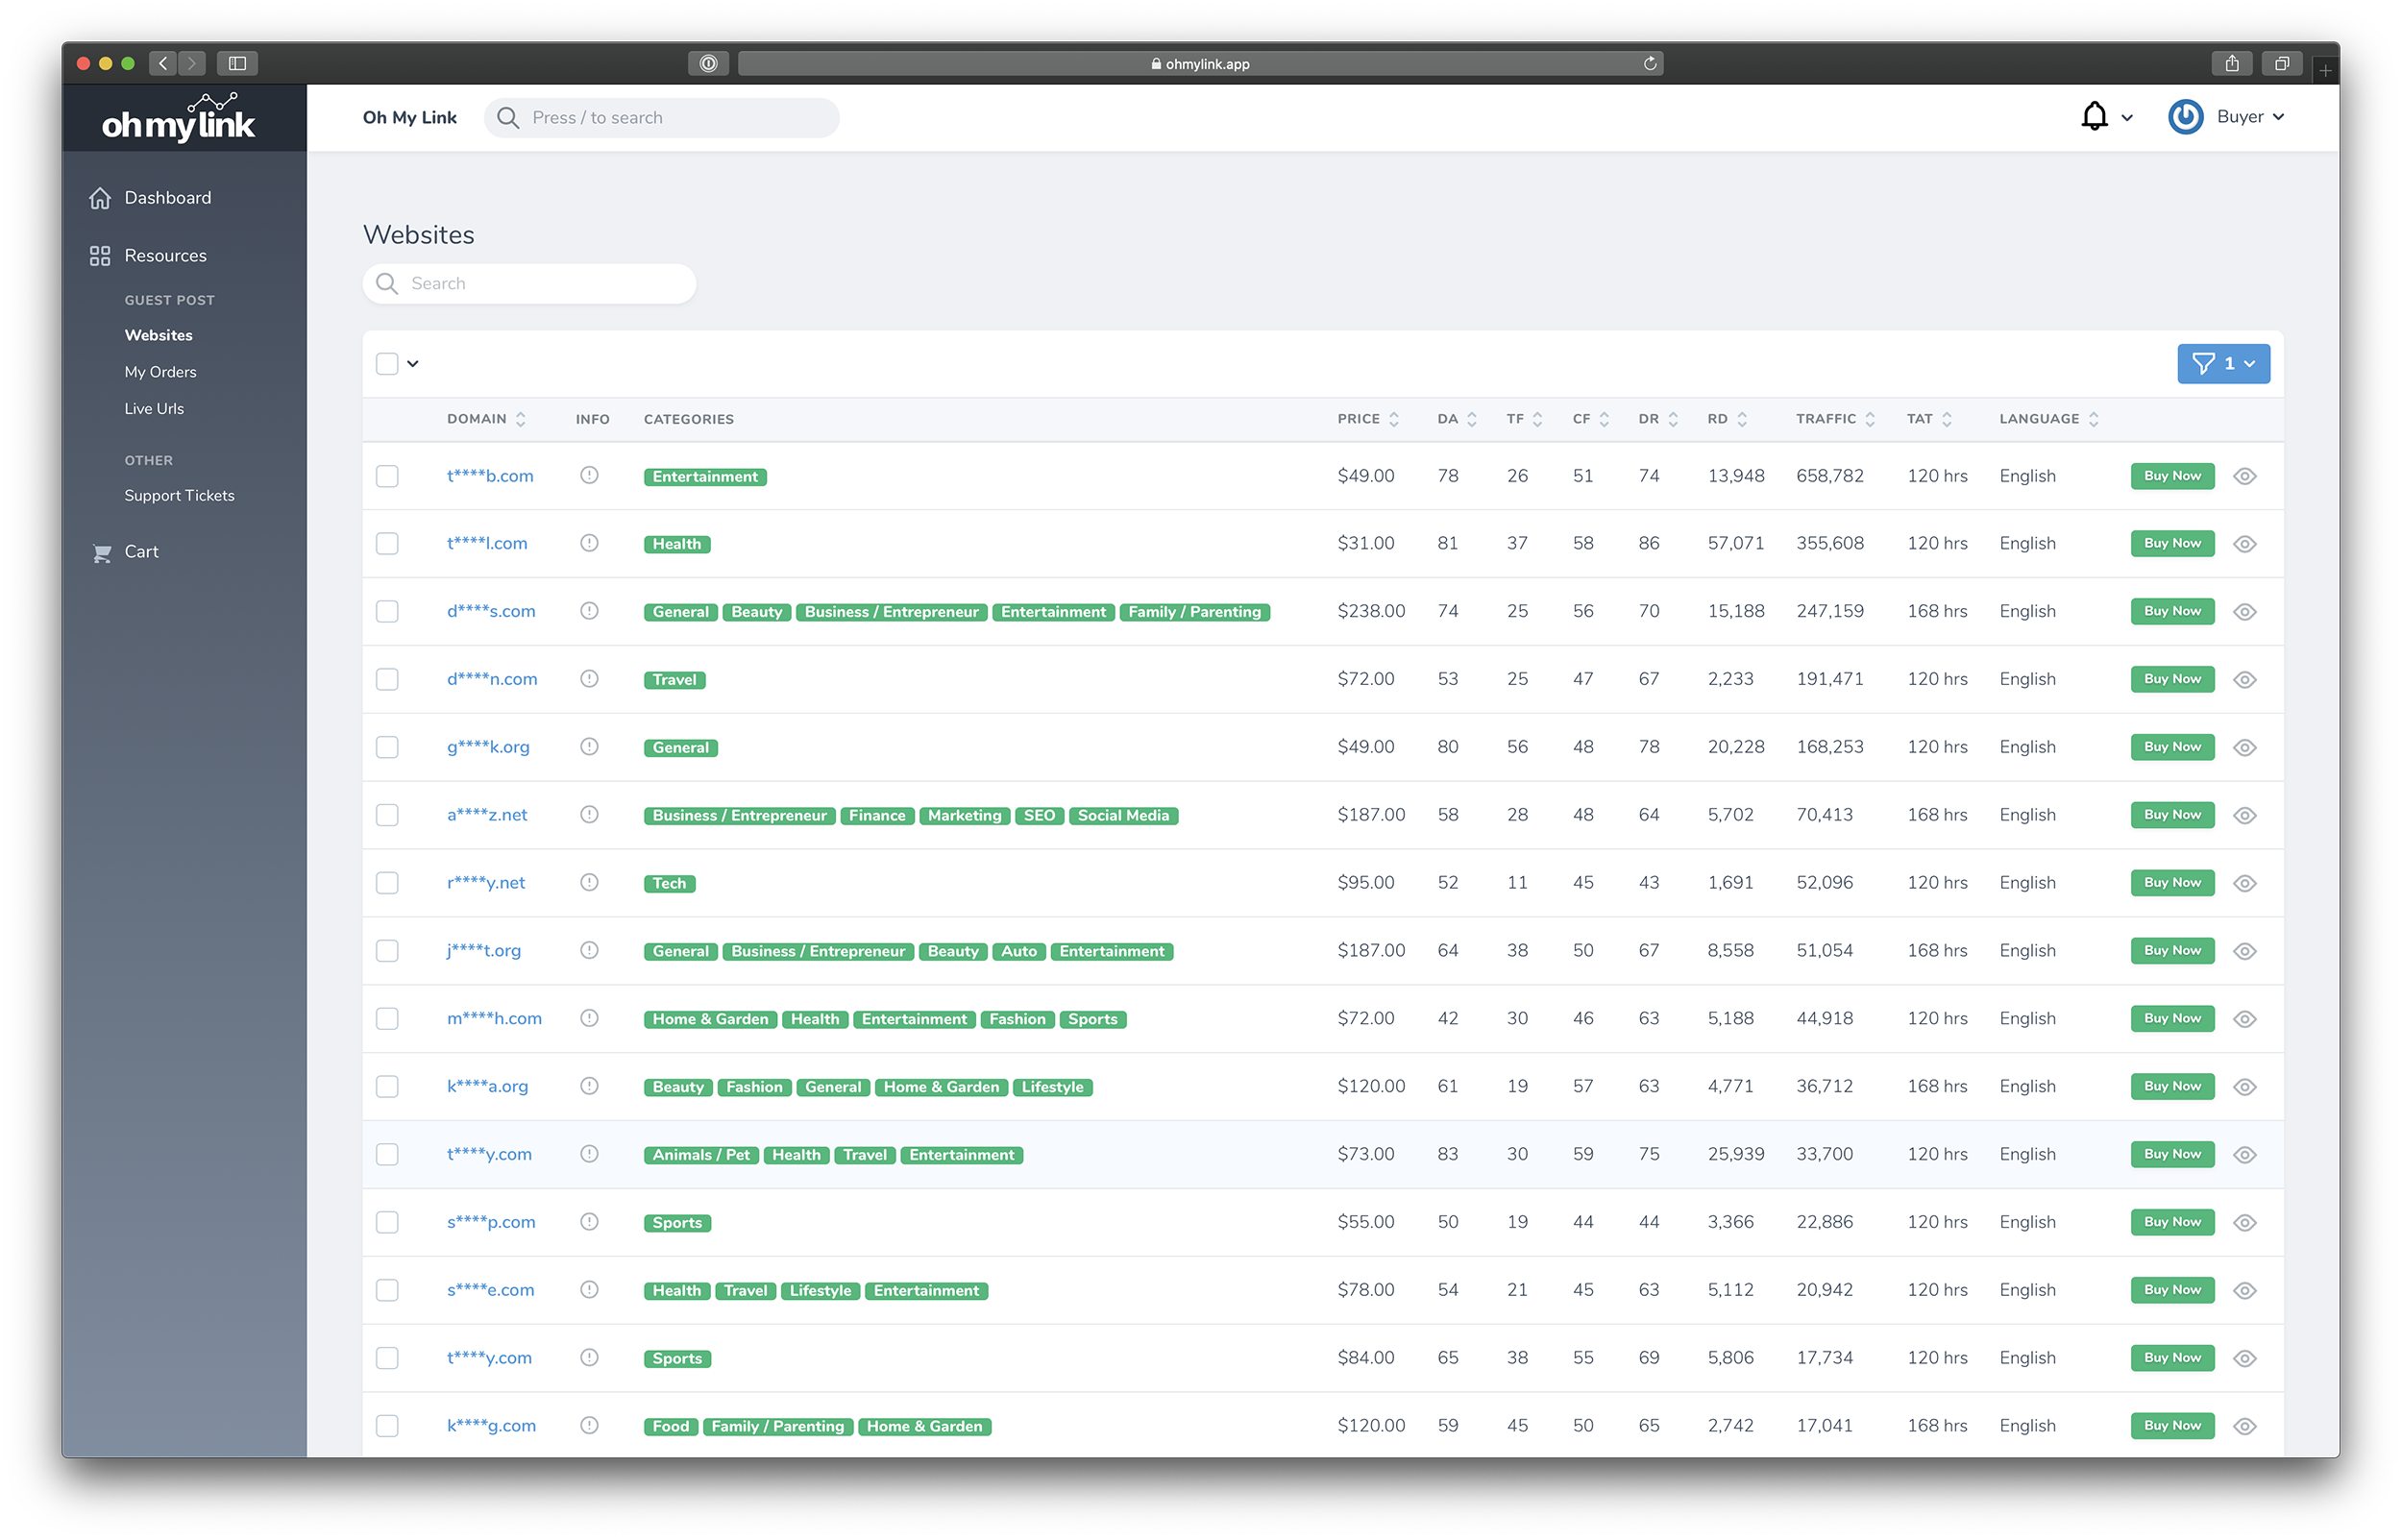 ohmylink.app
oh my link
Oh My Link Press / to search Buyer
Dashboard
Resources
GUEST POST
Websites
My Orders
Live Urls
OTHER
Support Tickets
Cart
Websites
Search
1
DOMAIN INFO CATEGORIES PRICE DA TF CF DR RD TRAFFIC TAT LANGUAGE
t****b.com Entertainment $49.00 78 26 51 74 13,948 658,782 120 hrs English Buy Now
t****l.com Health $31.00 81 37 58 86 57,071 355,608 120 hrs English Buy Now
d****s.com General Beauty Business / Entrepreneur Entertainment Family / Parenting $238.00 74 25 56 70 15,188 247,159 168 hrs English Buy Now
d****n.com Travel $72.00 53 25 47 67 2,233 191,471 120 hrs English Buy Now
g****k.org General $49.00 80 56 48 78 20,228 168,253 120 hrs English Buy Now
a****z.net Business / Entrepreneur Finance Marketing SEO Social Media $187.00 58 28 48 64 5,702 70,413 168 hrs English Buy Now
r****y.net Tech $95.00 52 11 45 43 1,691 52,096 120 hrs English Buy Now
j****t.org General Business / Entrepreneur Beauty Auto Entertainment $187.00 64 38 50 67 8,558 51,054 168 hrs English Buy Now
m****h.com Home & Garden Health Entertainment Fashion Sports $72.00 42 30 46 63 5,188 44,918 120 hrs English Buy Now
k****a.org Beauty Fashion General Home & Garden Lifestyle $120.00 61 19 57 63 4,771 36,712 168 hrs English Buy Now
t****y.com Animals / Pet Health Travel Entertainment $73.00 83 30 59 75 25,939 33,700 120 hrs English Buy Now
s****p.com Sports $55.00 50 19 44 44 3,366 22,886 120 hrs English Buy Now
s****e.com Health Travel Lifestyle Entertainment $78.00 54 21 45 63 5,112 20,942 120 hrs English Buy Now
t****y.com Sports $84.00 65 38 55 69 5,806 17,734 120 hrs English Buy Now
k****g.com Food Family / Parenting Home & Garden $120.00 59 45 50 65 2,742 17,041 168 hrs English Buy Now